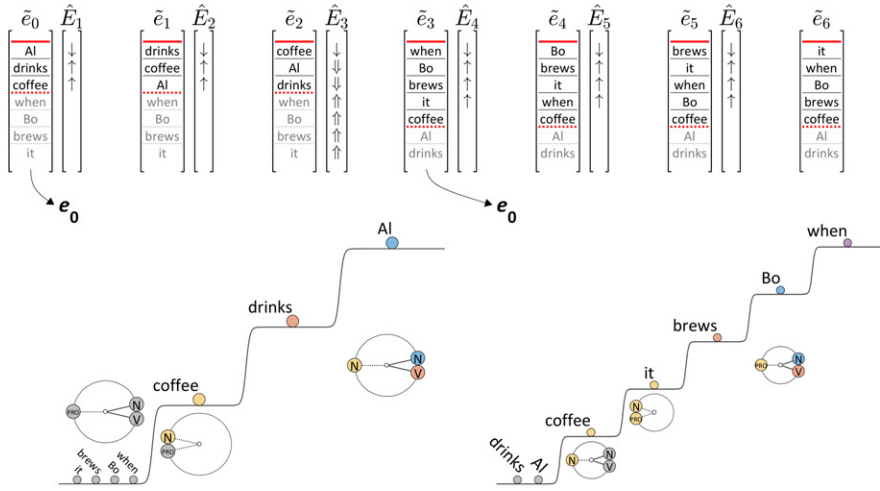 ẽ₀ Ê₁ ẽ₁ Ê₂ ẽ₂ Ê₃ ẽ₃ Ê₄ ẽ₄ Ê₅ ẽ₅ Ê₆ ẽ₆
Al ↓ drinks ↓ coffee ↓ when ↓ Bo ↓ brews ↓ it
drinks ↑ coffee ↑ Al ⇓ Bo ↑ brews ↑ it ↑ when
coffee ↑ Al ↑ drinks ⇓ brews ↑ it ↑ when ↑ Bo
when when when ⇑ it ↑ when ↑ Bo ↑ brews
Bo Bo Bo ⇑ coffee coffee coffee coffee
brews brews brews ⇑ Al Al Al Al
it it it ⇑ drinks drinks drinks drinks
e₀ e₀
Al
drinks
coffee
N
V
N
PRO
N
V
N
PRO
it
brews
Bo
when
when
Bo
brews
it
coffee
PRO
N
V
N
PRO
N
N
V
drinks
Al